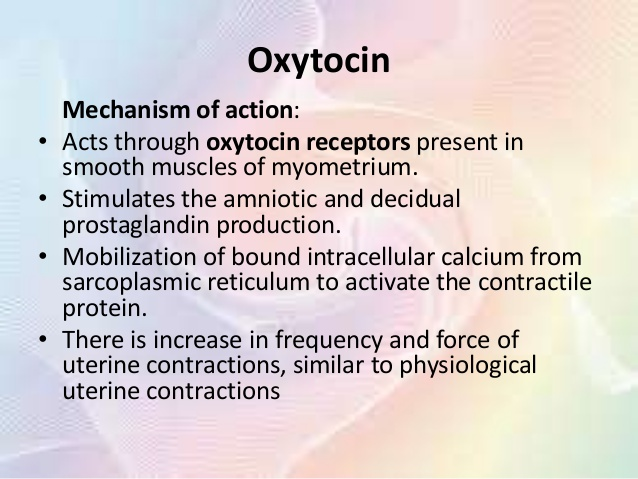 Oxytocin
Mechanism of action:
• Acts through oxytocin receptors present in
smooth muscles of myometrium.
• Stimulates the amniotic and decidual
prostaglandin production.
• Mobilization of bound intracellular calcium from
sarcoplasmic reticulum to activate the contractile
protein.
• There is increase in frequency and force of
uterine contractions, similar to physiological
uterine contractions